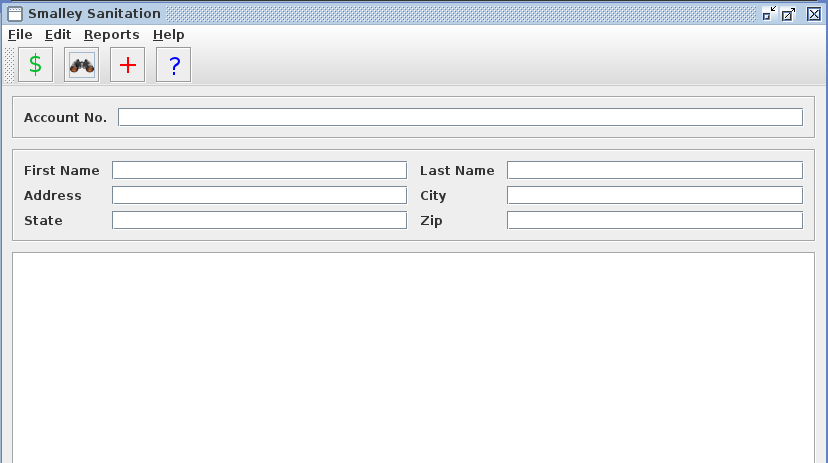 Smalley Sanitation
File Edit Reports Help
$ + ?
Account No.
First Name Last Name
Address City
State Zip